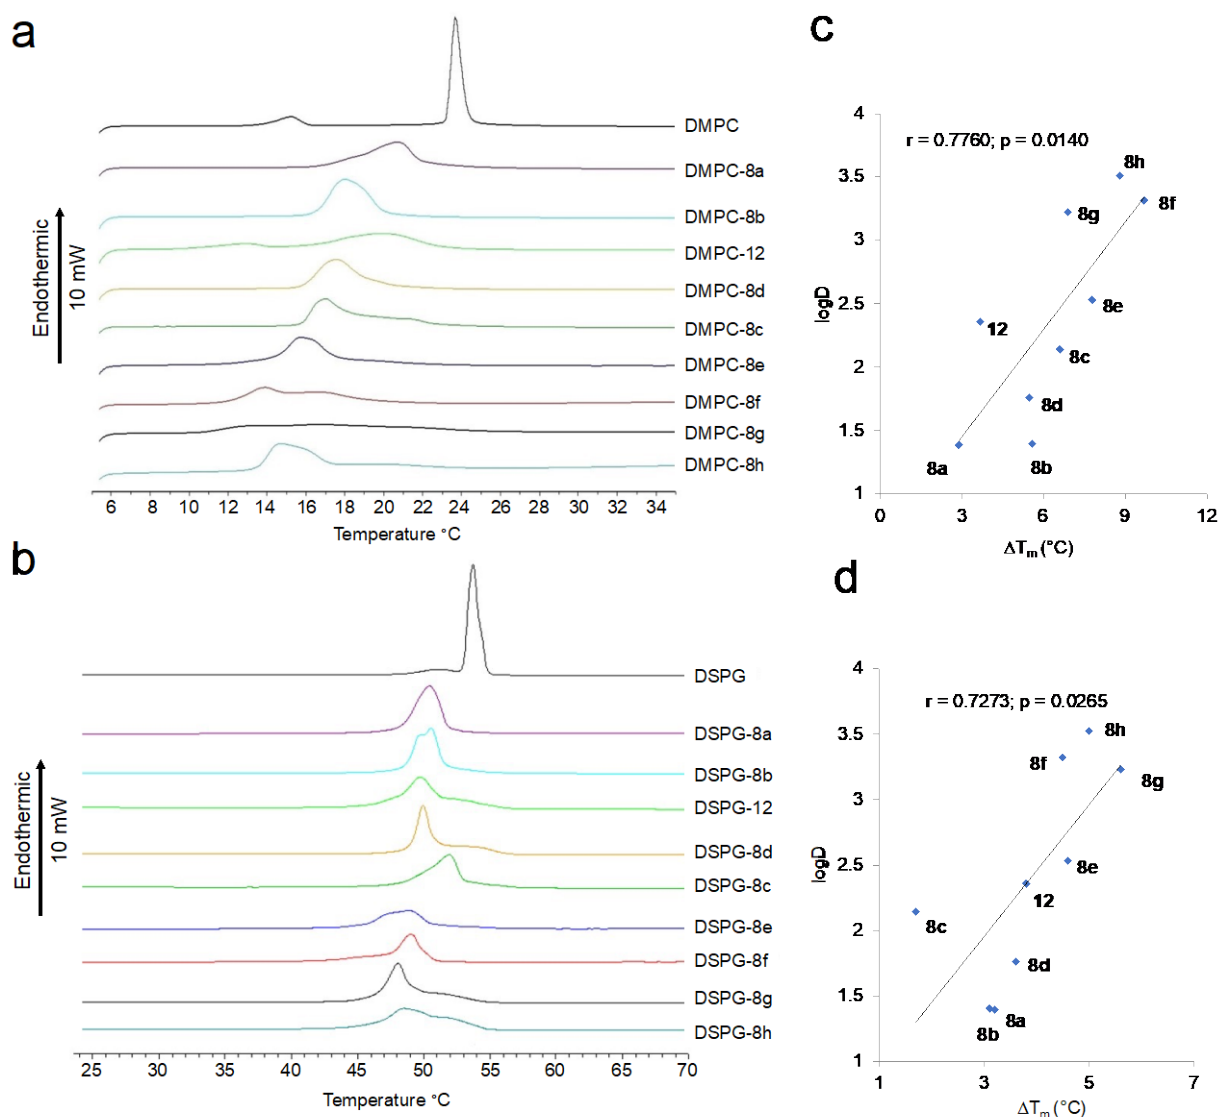 a
Endothermic
10 mW
DMPC
DMPC-8a
DMPC-8b
DMPC-12
DMPC-8d
DMPC-8c
DMPC-8e
DMPC-8f
DMPC-8g
DMPC-8h
6 8 10 12 14 16 18 20 22 24 26 28 30 32 34
Temperature °C
b
Endothermic
10 mW
DSPG
DSPG-8a
DSPG-8b
DSPG-12
DSPG-8d
DSPG-8c
DSPG-8e
DSPG-8f
DSPG-8g
DSPG-8h
25 30 35 40 45 50 55 60 65 70
Temperature °C
c
r = 0.7760; p = 0.0140
logD
4
3.5
3
2.5
2
1.5
1
8h
8f
8g
8e
12
8c
8d
8b
8a
0 3 6 9 12
ΔTm (°C)
d
r = 0.7273; p = 0.0265
logD
4
3.5
3
2.5
2
1.5
1
8h
8f
8g
8e
12
8c
8d
8a
8b
1 3 5 7
ΔTm (°C)